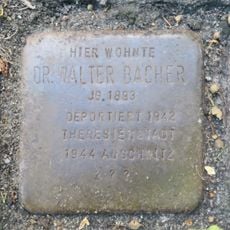 HIER WOHNTE
DR. WALTER BACHER
JG. 1893
DEPORTIERT 1942
THERESIENSTADT
1944 AUSCHWITZ
? ? ?